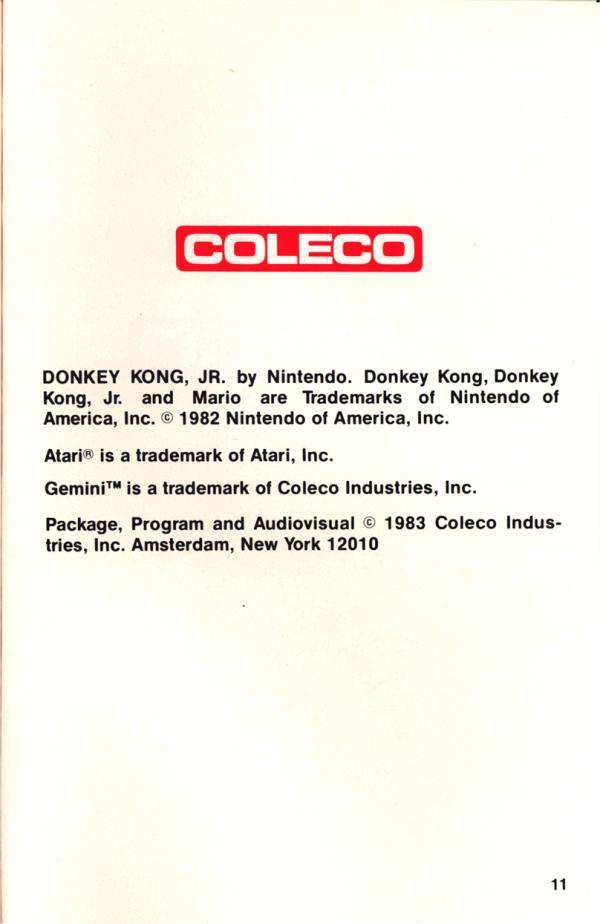 COLECO
DONKEY KONG, JR. by Nintendo. Donkey Kong, Donkey
Kong, Jr. and Mario are Trademarks of Nintendo of
America, Inc. © 1982 Nintendo of America, Inc.
Atari® is a trademark of Atari, Inc.
Gemini™ is a trademark of Coleco Industries, Inc.
Package, Program and Audiovisual © 1983 Coleco Indus-
tries, Inc. Amsterdam, New York 12010
11